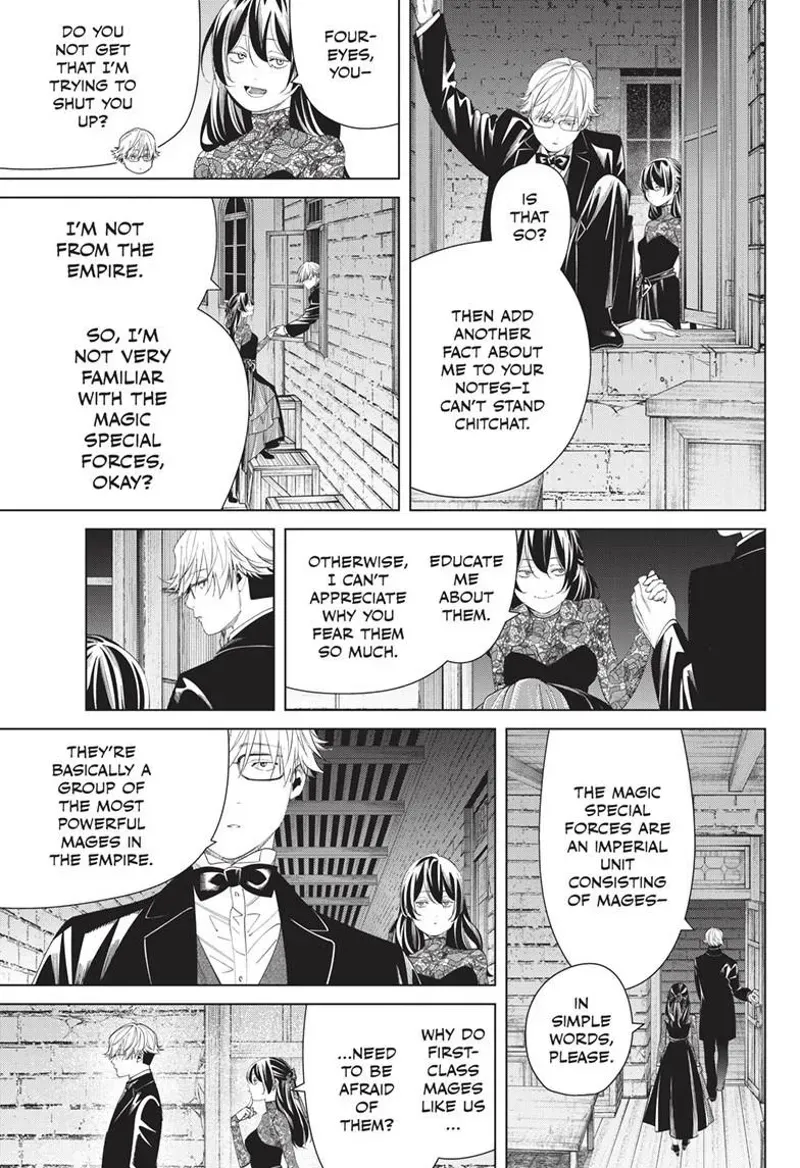 IS
THAT
SO?
THEN ADD
ANOTHER
FACT ABOUT
ME TO YOUR
NOTES–I
CAN'T STAND
CHITCHAT.
FOUR-
EYES,
YOU–
DO YOU
NOT GET
THAT I'M
TRYING TO
SHUT YOU
UP?
I'M NOT
FROM THE
EMPIRE.
SO, I'M
NOT VERY
FAMILIAR
WITH THE
MAGIC
SPECIAL
FORCES,
OKAY?
EDUCATE
ME
ABOUT
THEM.
OTHERWISE,
I CAN'T
APPRECIATE
WHY YOU
FEAR THEM
SO MUCH.
THE MAGIC
SPECIAL
FORCES ARE
AN IMPERIAL
UNIT
CONSISTING
OF MAGES–
IN
SIMPLE
WORDS,
PLEASE.
THEY'RE
BASICALLY A
GROUP OF
THE MOST
POWERFUL
MAGES IN
THE EMPIRE.
WHY DO
FIRST-
CLASS
MAGES
LIKE US
...
...NEED
TO BE
AFRAID
OF
THEM?